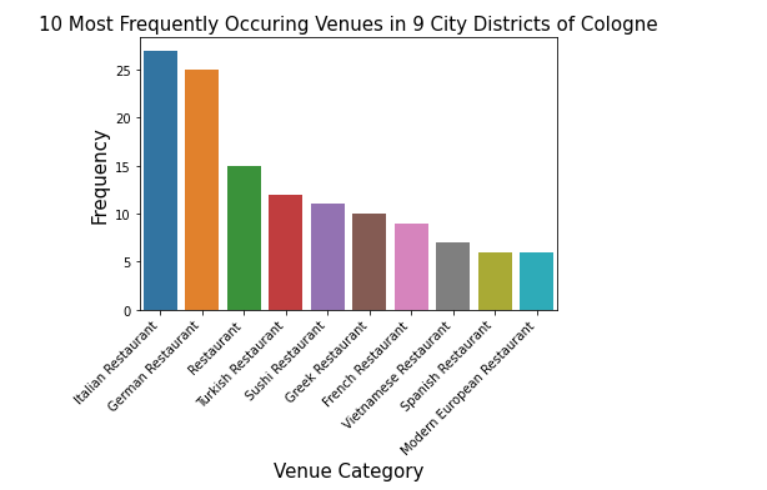 10 Most Frequently Occuring Venues in 9 City Districts of Cologne
Frequency
25
20
15
10
5
0
Italian Restaurant
German Restaurant
Restaurant
Turkish Restaurant
Sushi Restaurant
Greek Restaurant
French Restaurant
Vietnamese Restaurant
Spanish Restaurant
Modern European Restaurant
Venue Category